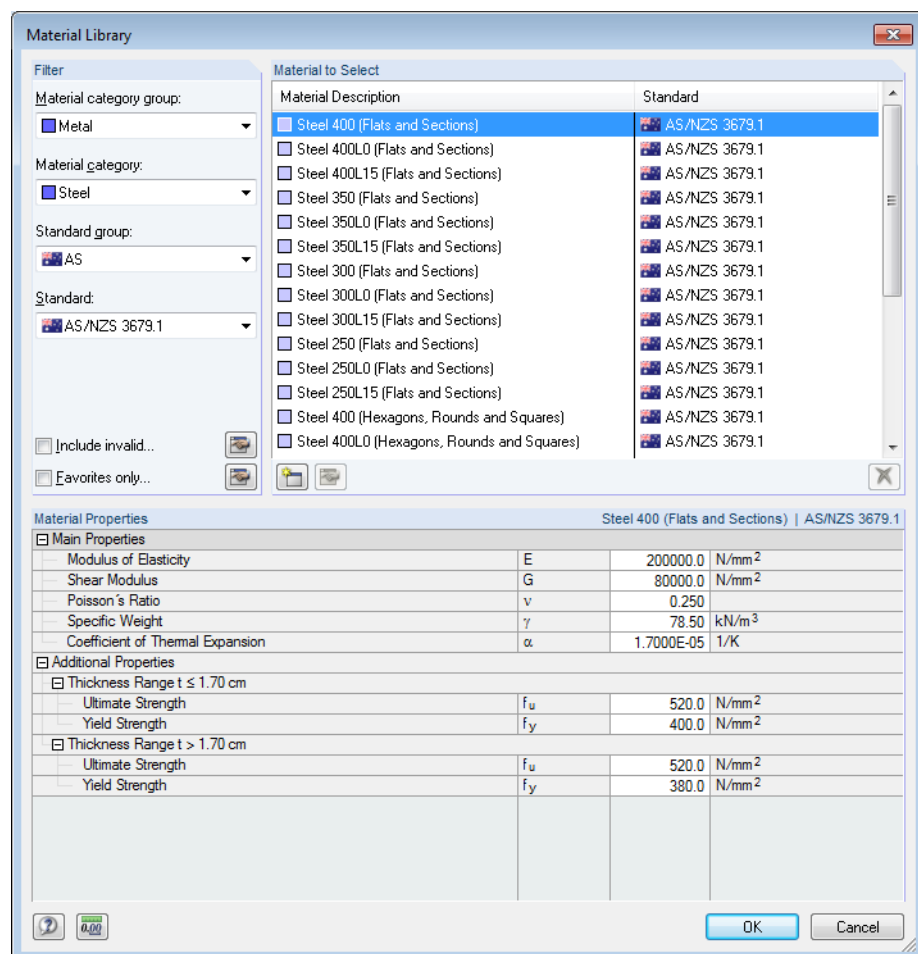 Material Library
Filter
Material category group:
Metal
Material category:
Steel
Standard group:
AS
Standard:
AS/NZS 3679.1
Include invalid...
Favorites only...
Material to Select
Material Description Standard
Steel 400 (Flats and Sections) AS/NZS 3679.1
Steel 400L0 (Flats and Sections) AS/NZS 3679.1
Steel 400L15 (Flats and Sections) AS/NZS 3679.1
Steel 350 (Flats and Sections) AS/NZS 3679.1
Steel 350L0 (Flats and Sections) AS/NZS 3679.1
Steel 350L15 (Flats and Sections) AS/NZS 3679.1
Steel 300 (Flats and Sections) AS/NZS 3679.1
Steel 300L0 (Flats and Sections) AS/NZS 3679.1
Steel 300L15 (Flats and Sections) AS/NZS 3679.1
Steel 250 (Flats and Sections) AS/NZS 3679.1
Steel 250L0 (Flats and Sections) AS/NZS 3679.1
Steel 250L15 (Flats and Sections) AS/NZS 3679.1
Steel 400 (Hexagons, Rounds and Squares) AS/NZS 3679.1
Steel 400L0 (Hexagons, Rounds and Squares) AS/NZS 3679.1
Material Properties Steel 400 (Flats and Sections) | AS/NZS 3679.1
Main Properties
Modulus of Elasticity E 200000.0 N/mm²
Shear Modulus G 80000.0 N/mm²
Poisson´s Ratio ν 0.250
Specific Weight γ 78.50 kN/m³
Coefficient of Thermal Expansion α 1.7000E-05 1/K
Additional Properties
Thickness Range t ≤ 1.70 cm
Ultimate Strength fu 520.0 N/mm²
Yield Strength fy 400.0 N/mm²
Thickness Range t > 1.70 cm
Ultimate Strength fu 520.0 N/mm²
Yield Strength fy 380.0 N/mm²
0.00
OK Cancel